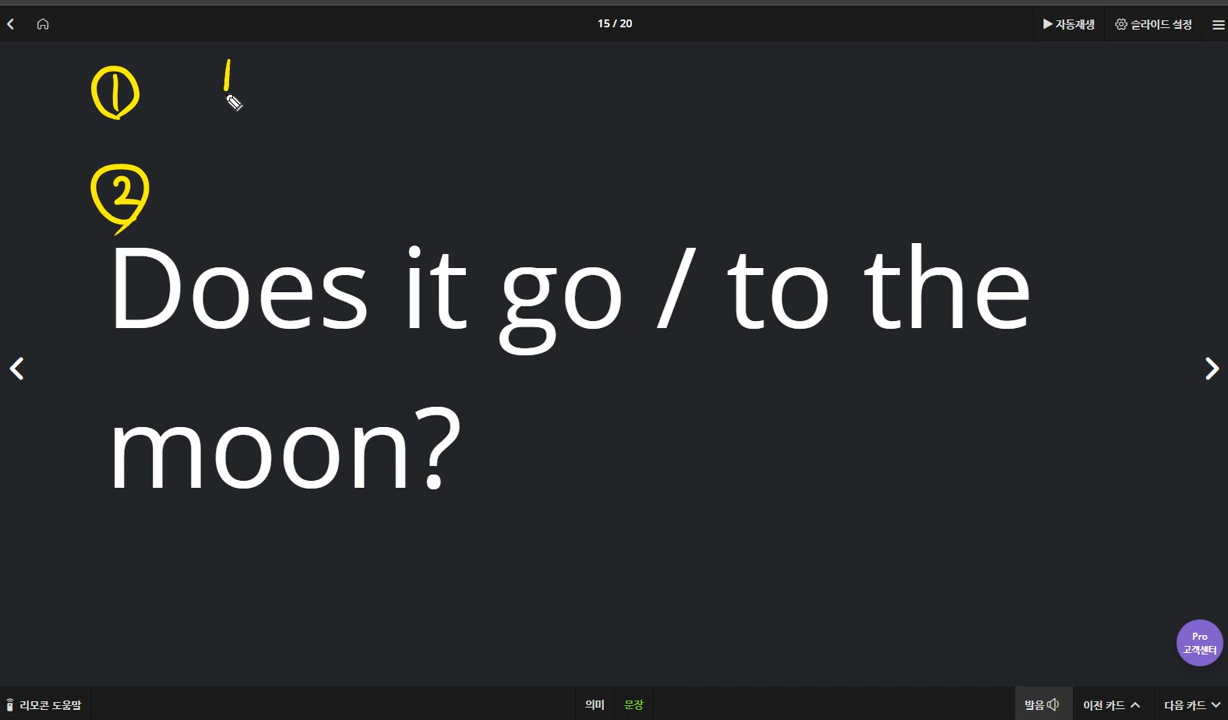 15 / 20
자동재생
슬라이드 설정
①
②
Does it go / to the
moon?
Pro
고객센터
리모콘 도움말
의미
문장
발음
이전 카드
다음 카드